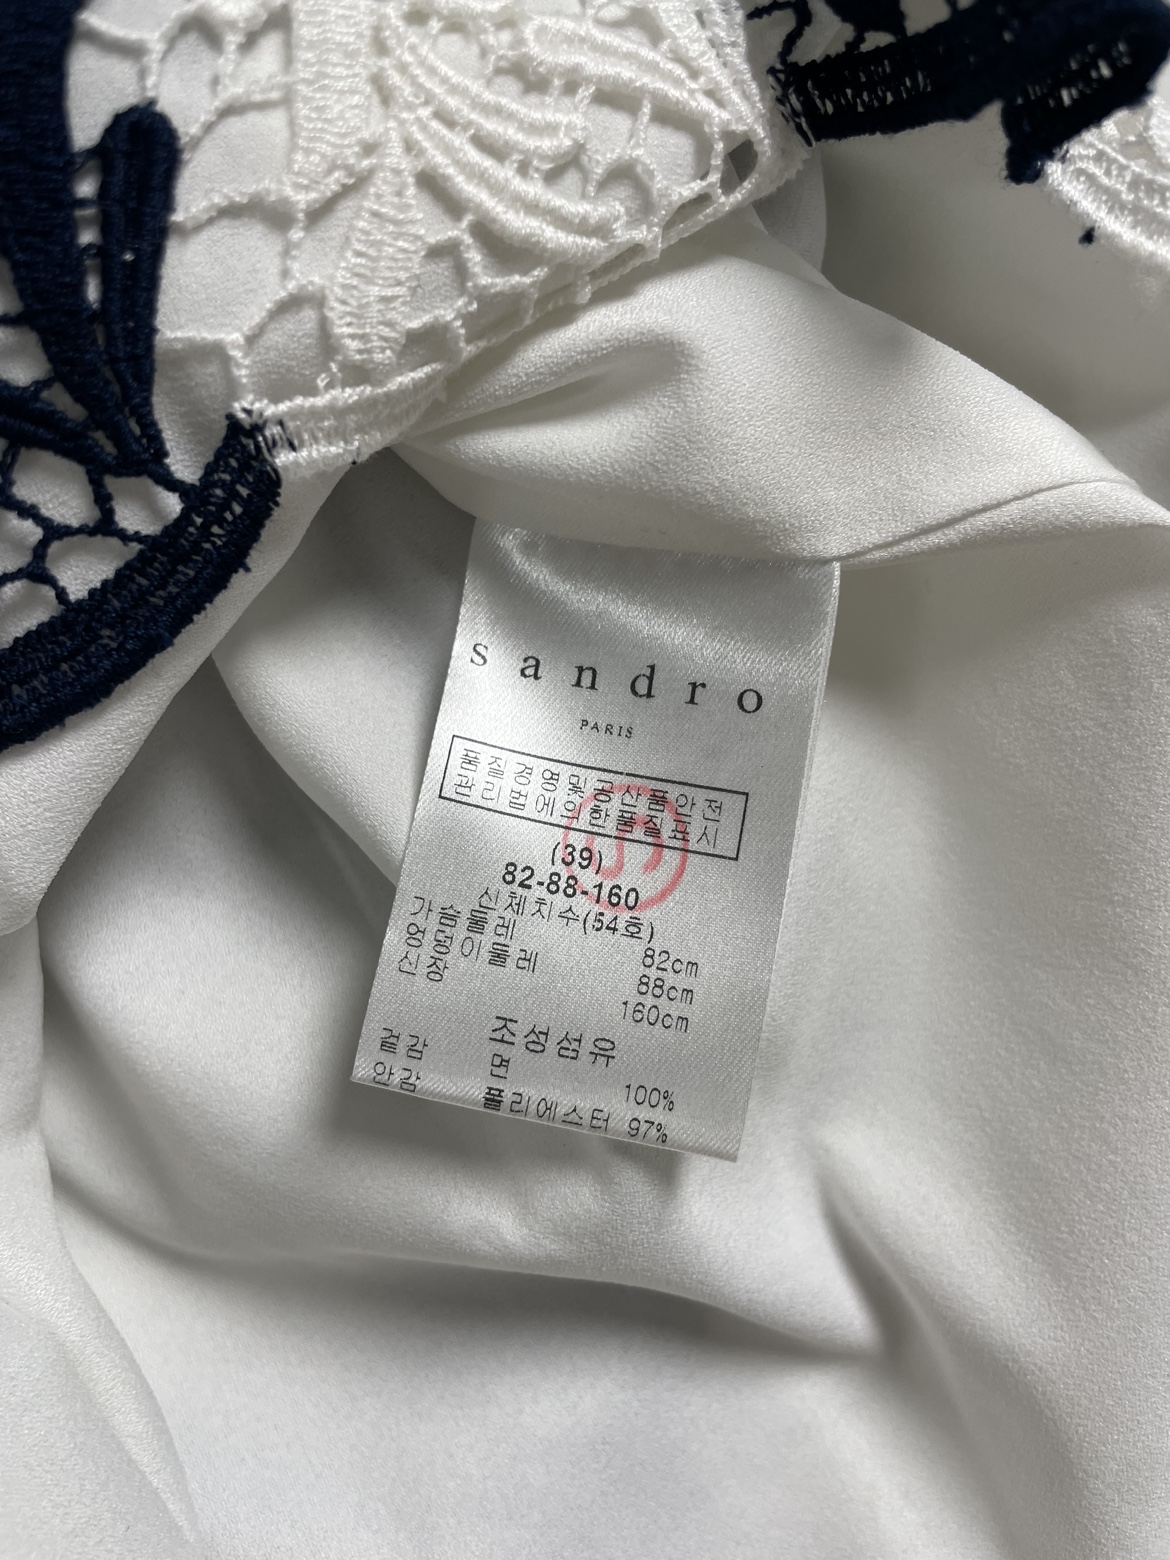 sandro
PARIS
품질경영및공산품안전
관리법에의한품질표시
(39)
82-88-160
신체치수(54호)
가슴둘레 82cm
엉덩이둘레 88cm
신장 160cm
조성섬유
겉감 면 100%
안감 폴리에스터 97%